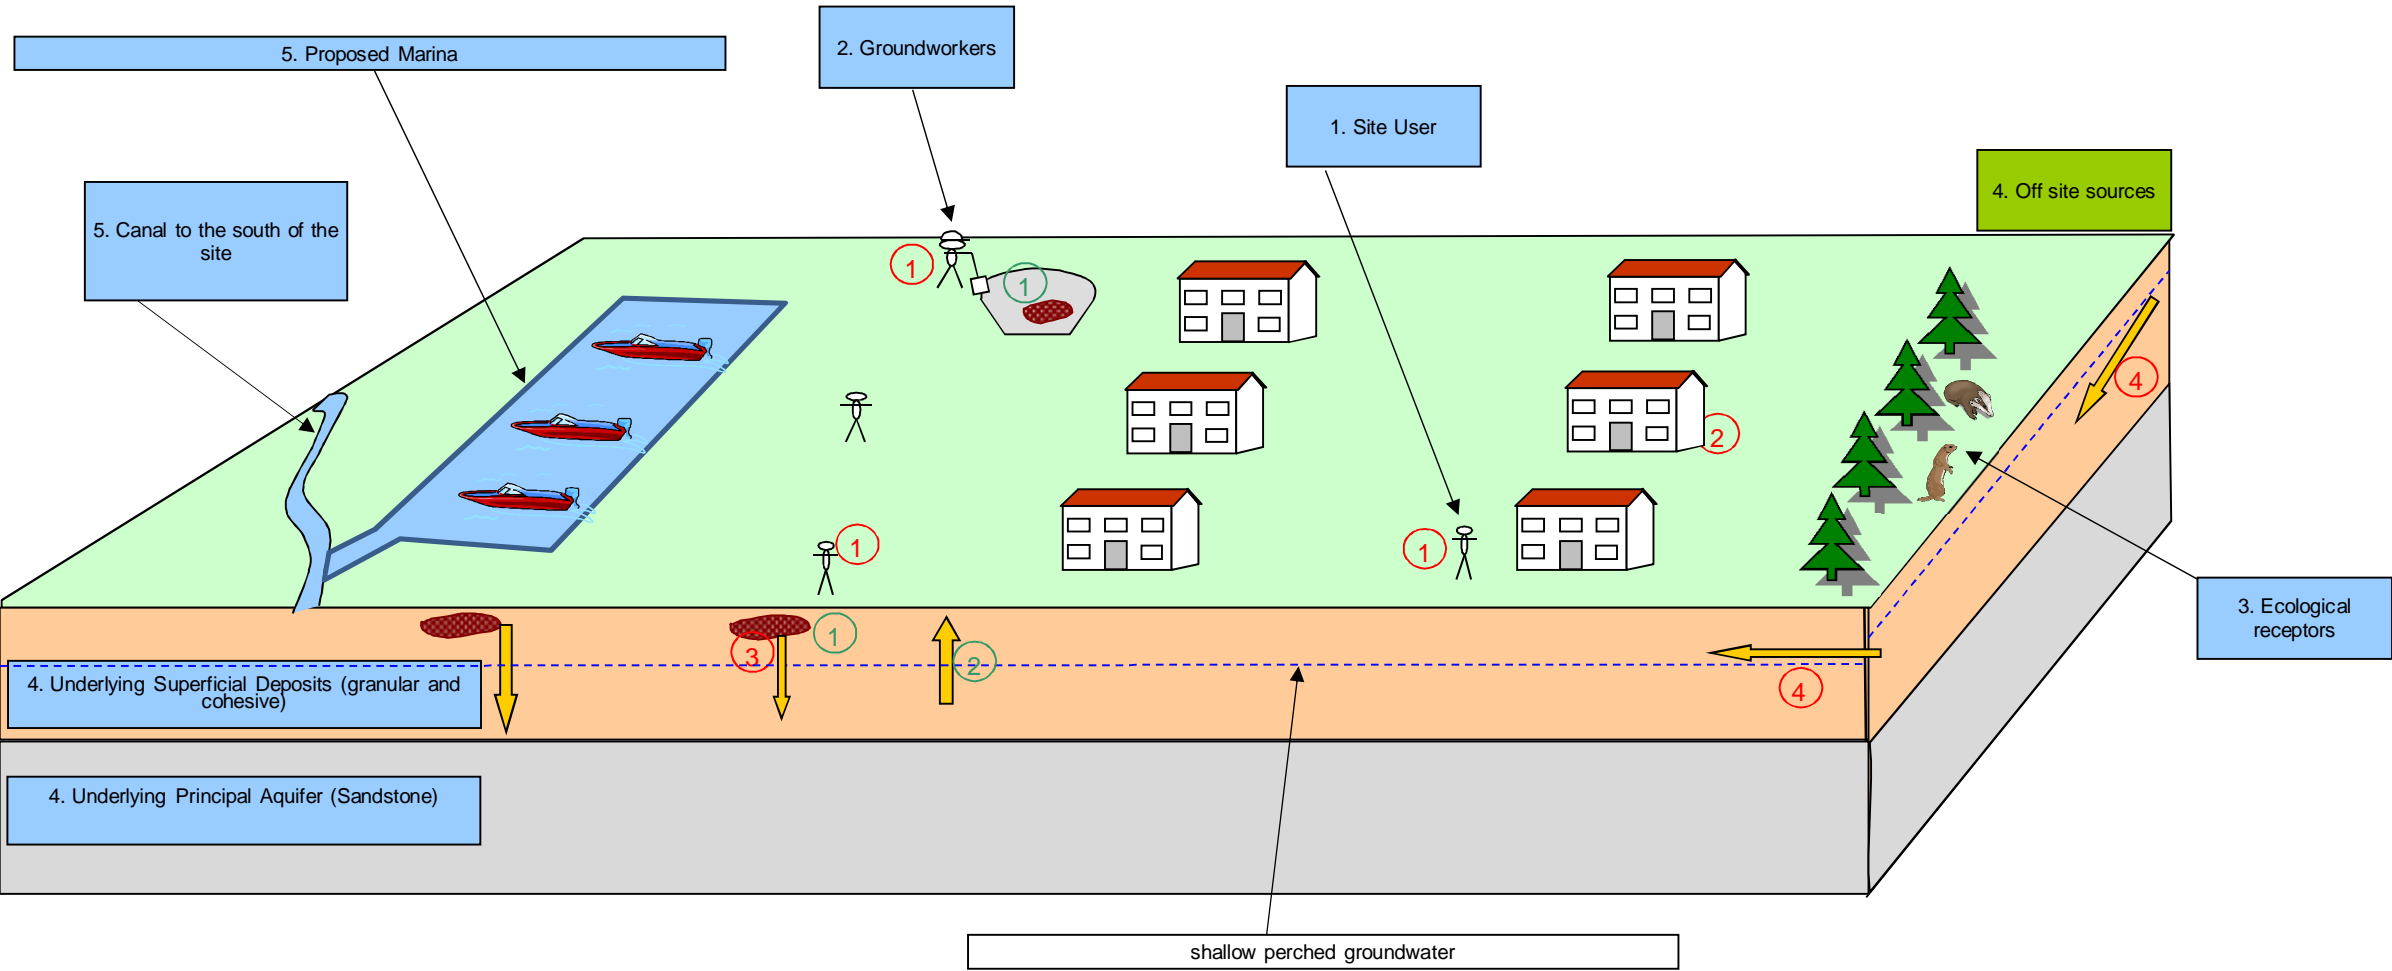 5. Proposed Marina
2. Groundworkers
1. Site User
4. Off site sources
5. Canal to the south of the
site
1
1
4
2
1
1
3. Ecological
receptors
1
3
2
4
4. Underlying Superficial Deposits (granular and
cohesive)
4. Underlying Principal Aquifer (Sandstone)
shallow perched groundwater